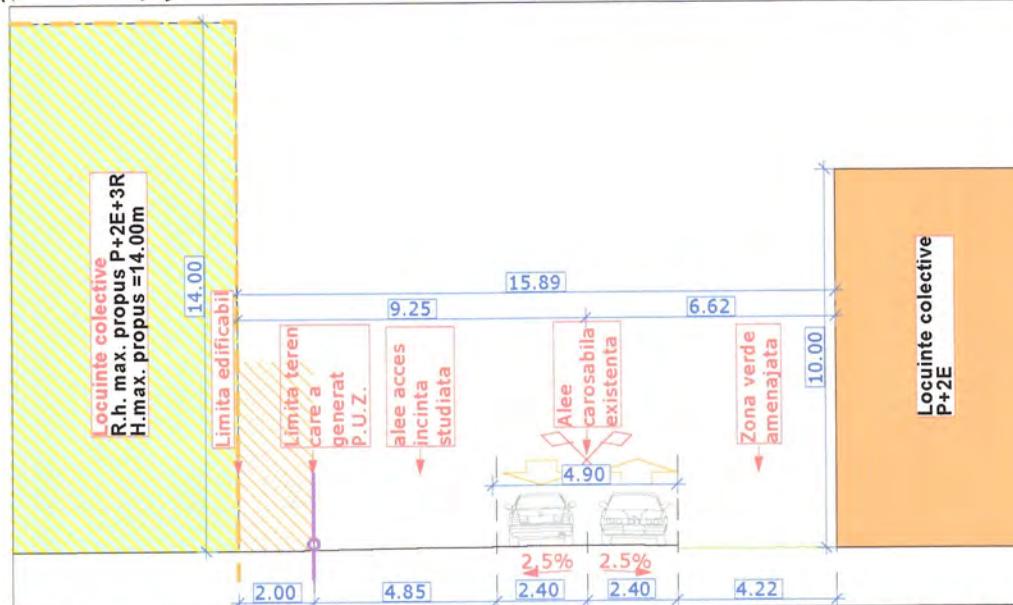 Locuinte colective
R.h. max. propus P+2E+3R
H.max. propus =14.00m
14.00
Limita edificabil
15.89
9.25
6.62
Limita teren
care a
generat
P.U.Z.
alee acces
incinta
studiata
Alee
carosabila
existenta
Zona verde
amenajata
10.00
Locuinte colective
P+2E
4.90
2.5%
2.5%
2.00
4.85
2.40
2.40
4.22